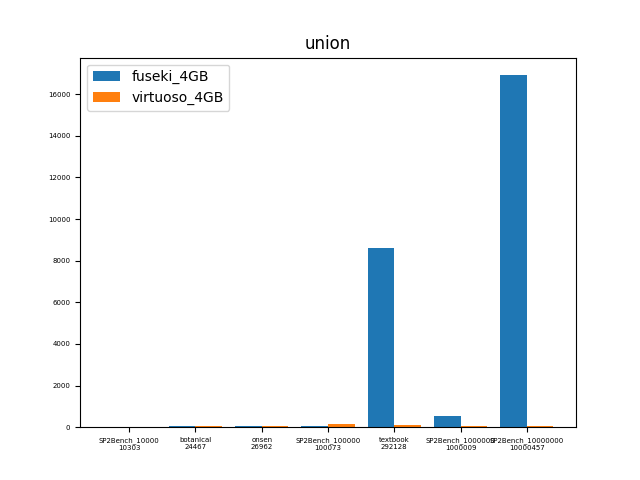 union
fuseki_4GB
virtuoso_4GB
16000
14000
12000
10000
8000
6000
4000
2000
0
SP2Bench_10000
10303
botanical
24467
onsen
26962
SP2Bench_100000
100073
textbook
292128
SP2Bench_1000000
1000009
SP2Bench_10000000
10000457